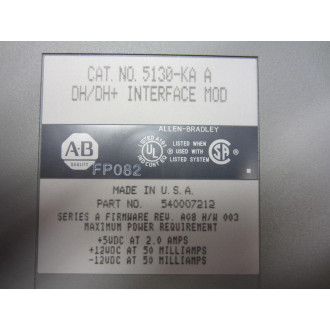 CAT. NO. 5130-KA A
DH/DH+ INTERFACE MOD
ALLEN-BRADLEY
A-B
QUALITY
LISTED
UL
LISTED WHEN
USED WITH
FP082
MADE IN U.S.A.
PART NO. 540007212
SERIES A FIRMWARE REV. A08 H/W 003
MAXIMUM POWER REQUIREMENT
+5VDC AT 2.0 AMPS
+12VDC AT 50 MILLIAMPS
-12VDC AT 50 MILLIAMPS